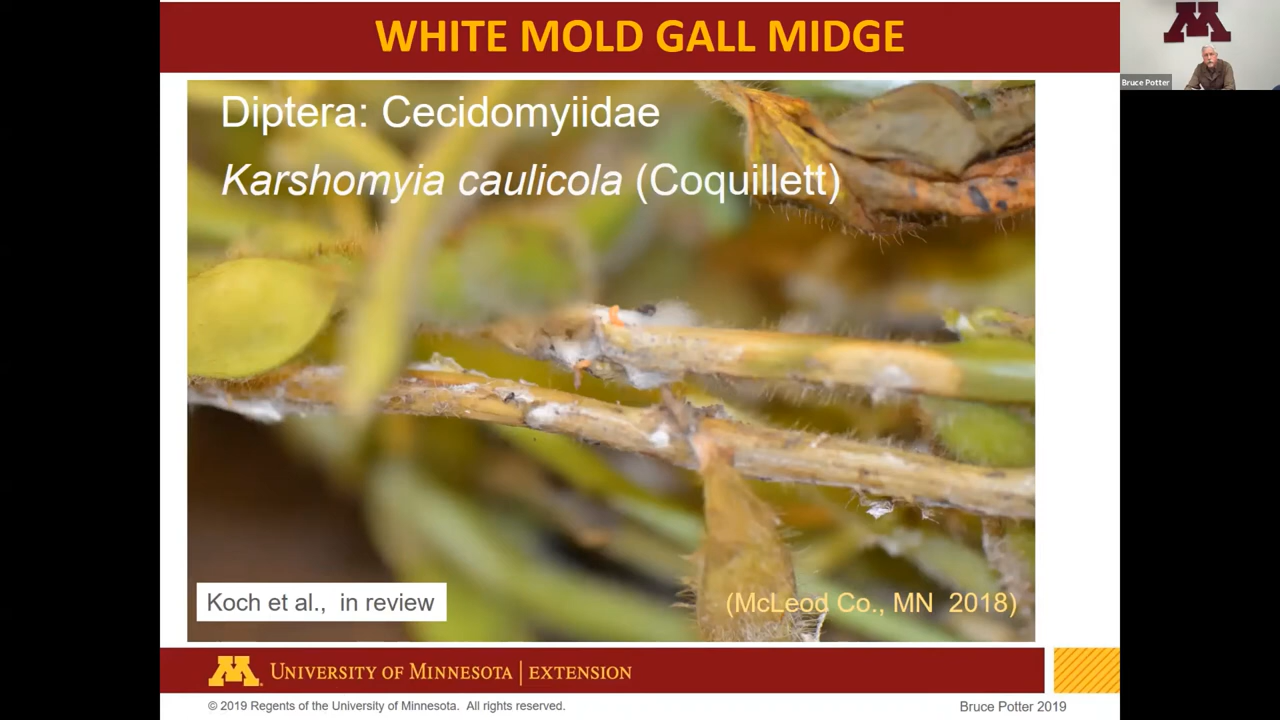 WHITE MOLD GALL MIDGE
Bruce Potter
Diptera: Cecidomyiidae
Karshomyia caulicola (Coquillett)
Koch et al., in review
(McLeod Co., MN 2018)
UNIVERSITY OF MINNESOTA | EXTENSION
© 2019 Regents of the University of Minnesota. All rights reserved.
Bruce Potter 2019